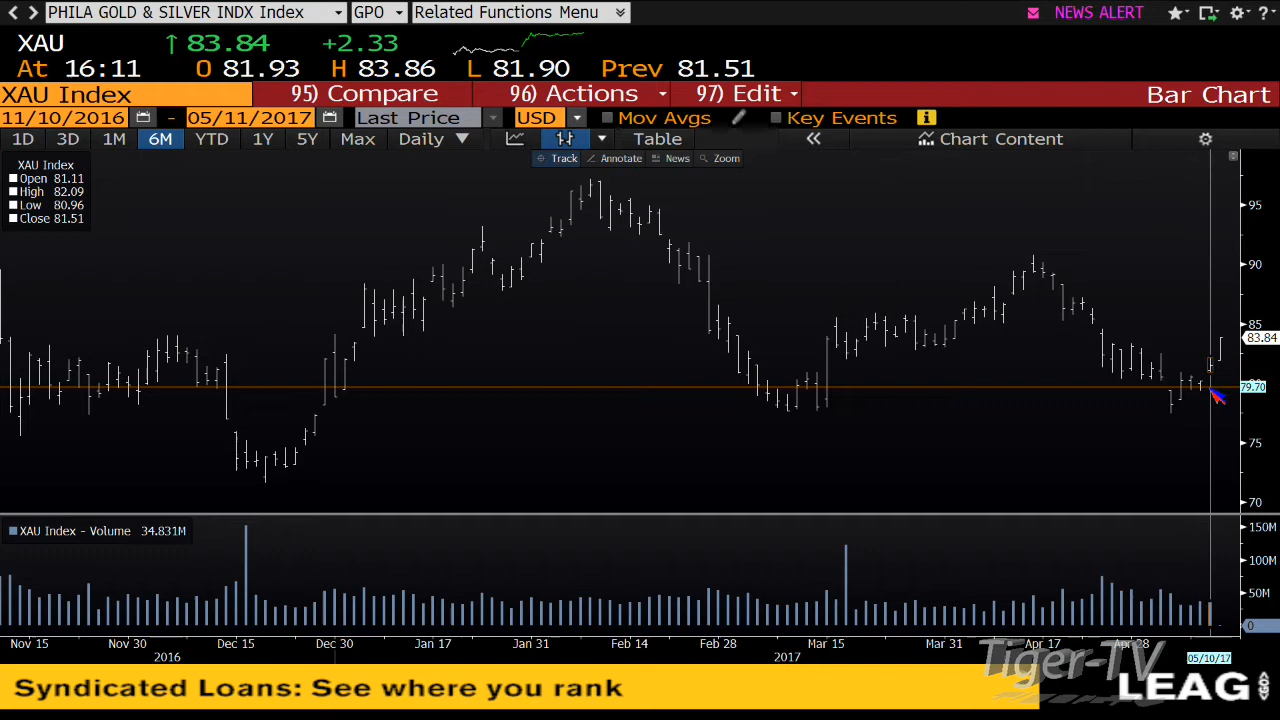 PHILA GOLD & SILVER INDX Index GPO Related Functions Menu NEWS ALERT ?
XAU ↑ 83.84 +2.33
At 16:11 O 81.93 H 83.86 L 81.90 Prev 81.51
XAU Index 95) Compare 96) Actions 97) Edit Bar Chart
11/10/2016 - 05/11/2017 Last Price USD Mov Avgs Key Events
1D 3D 1M 6M YTD 1Y 5Y Max Daily ▼ Table « Chart Content
Track Annotate News Zoom
XAU Index
Open 81.11
High 82.09
Low 80.96
Close 81.51
95
90
85
83.84
79.70
75
70
XAU Index - Volume 34.831M
150M
100M
50M
0
Nov 15 Nov 30 Dec 15 Dec 30 Jan 17 Jan 31 Feb 14 Feb 28 Mar 15 Mar 31 Apr 17 Apr 28
2016 2017 05/10/17
Tiger-TV
Syndicated Loans: See where you rank
LEAG
GO